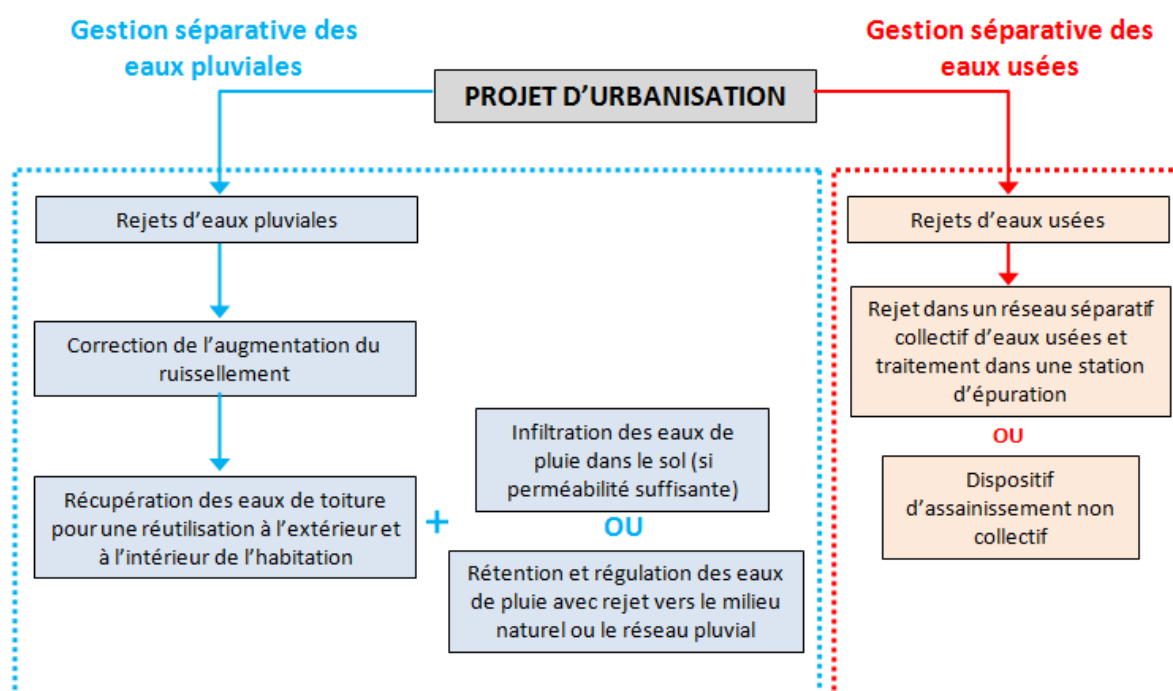 Gestion séparative des
eaux pluviales
Gestion séparative des
eaux usées
PROJET D'URBANISATION
Rejets d'eaux pluviales
Correction de l'augmentation du
ruissellement
Récupération des eaux de toiture
pour une réutilisation à l'extérieur et
à l'intérieur de l'habitation
+
Infiltration des eaux de
pluie dans le sol (si
perméabilité suffisante)
OU
Rétention et régulation des eaux
de pluie avec rejet vers le milieu
naturel ou le réseau pluvial
Rejets d'eaux usées
Rejet dans un réseau séparatif
collectif d'eaux usées et
traitement dans une station
d'épuration
OU
Dispositif
d'assainissement non
collectif